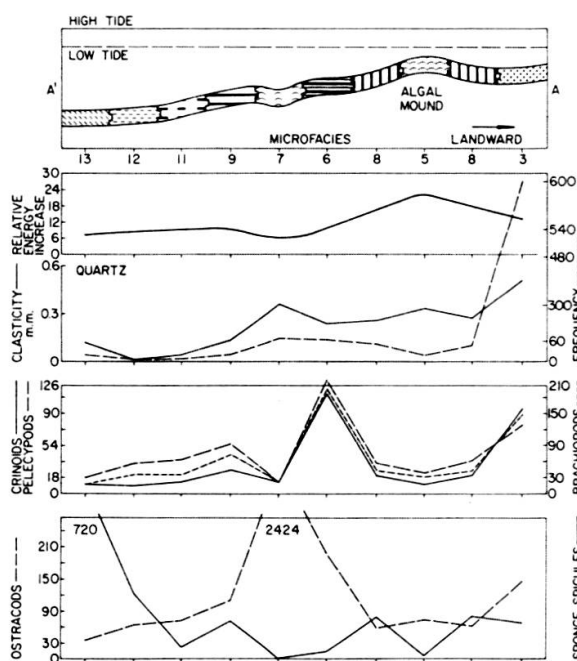 HIGH TIDE
LOW TIDE
A'
A
ALGAL
MOUND
MICROFACIES
LANDWARD
13 12 11 9 7 6 8 5 8 3
RELATIVE
ENERGY
INCREASE
30
24
18
12
6
0
600
540
480
QUARTZ
CLASTICITY
m.m.
0.6
0.3
0
300
60
0
FREQUENCY
CRINOIDS
PELECYPODS
126
90
54
18
0
210
150
90
30
0
BRACHIOPODS
720
2424
OSTRACODS
210
150
90
30
0
SPONGE SPICULES